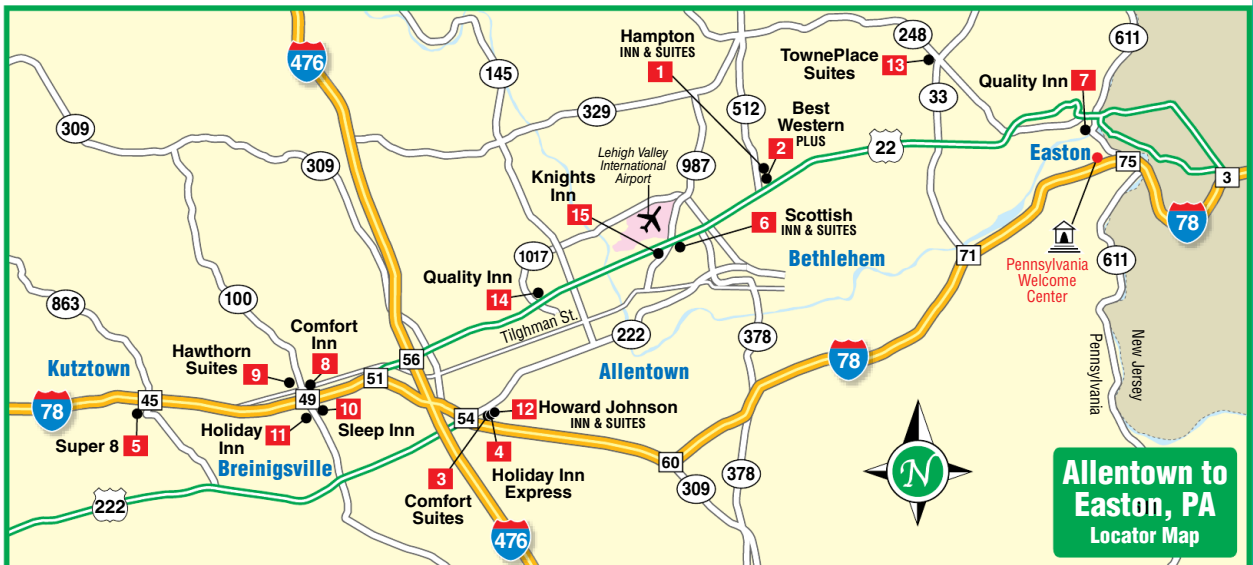 476
145
329
309
309
Hampton
INN & SUITES
1
512
Best
Western
PLUS
2
TownePlace
Suites
13
248
33
611
Quality Inn 7
22
Easton
75
3
78
Lehigh Valley
International
Airport
987
Knights
Inn
15
6 Scottish
INN & SUITES
Bethlehem
71
Pennsylvania
Welcome
Center
611
New Jersey
Pennsylvania
1017
Quality Inn
14
Tilghman St.
222
378
78
Allentown
863
100
Kutztown
Hawthorn
Suites 9
Comfort
Inn
8
56
51
49
45
78
Super 8 5
Holiday
Inn 11
10
Sleep Inn
Breinigsville
54
12 Howard Johnson
INN & SUITES
4
Holiday Inn
Express
3
Comfort
Suites
60
309
378
222
476
N
Allentown to
Easton, PA
Locator Map